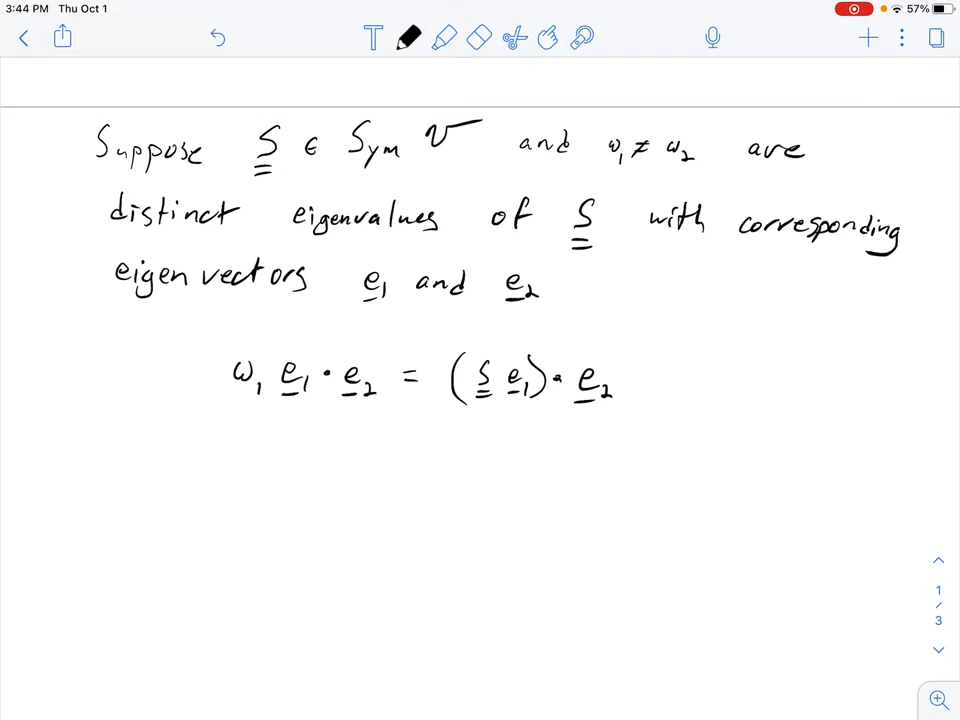 3:44 PM Thu Oct 1
57%
T
Suppose S ∈ Sym V and ω₁ ≠ ω₂ are
distinct eigenvalues of S with corresponding
eigenvectors e₁ and e₂
ω₁ e₁ · e₂ = (S e₁) · e₂
1
/
3